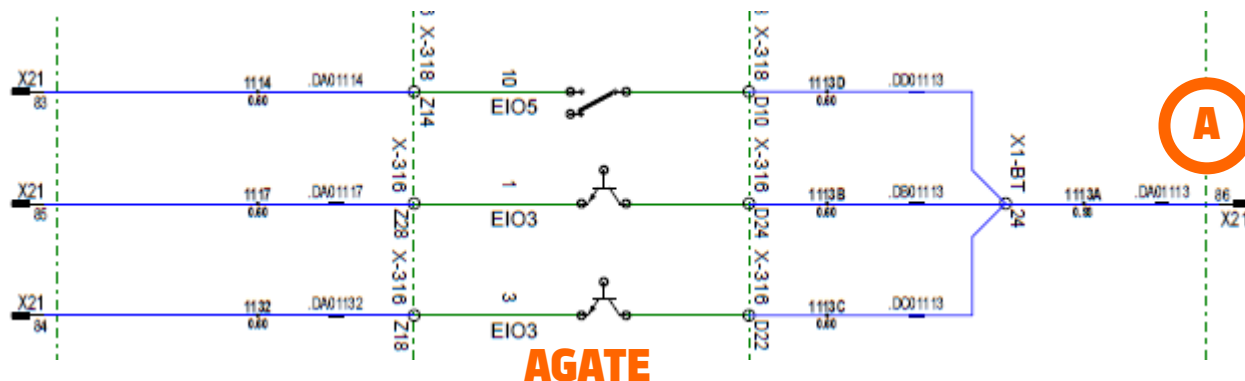 X21
83
1114
0.60
.DA01114
X-318
Z14
10
EIO5
X-318
D10
1113D
0.60
.DD01113
A
X21
85
1117
0.60
.DA01117
X-316
Z28
1
EIO3
X-316
D24
1113B
0.60
.DB01113
X1-BT
24
1113A
.DA01113
86
X21
X21
84
1132
0.60
.DA01132
X-316
Z18
3
EIO3
X-316
D22
1113C
0.60
AGATE